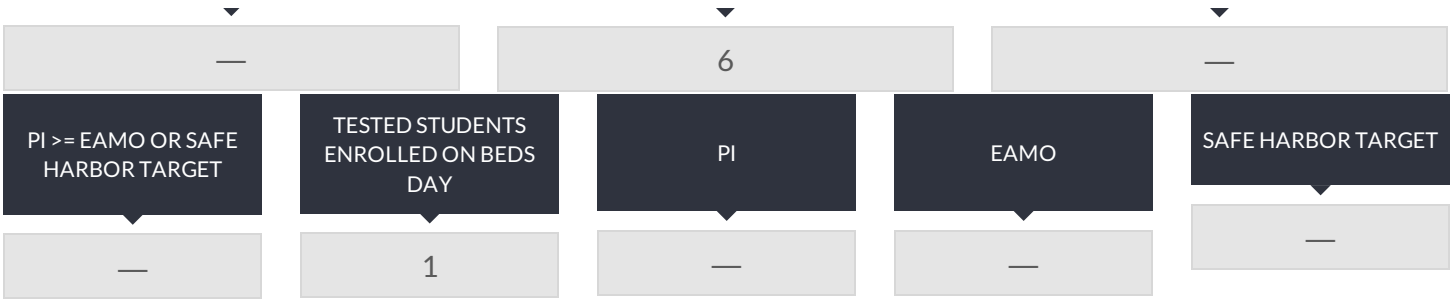 —
6
—
PI >= EAMO OR SAFE
HARBOR TARGET
TESTED STUDENTS
ENROLLED ON BEDS
DAY
PI
EAMO
SAFE HARBOR TARGET
—
1
—
—
—